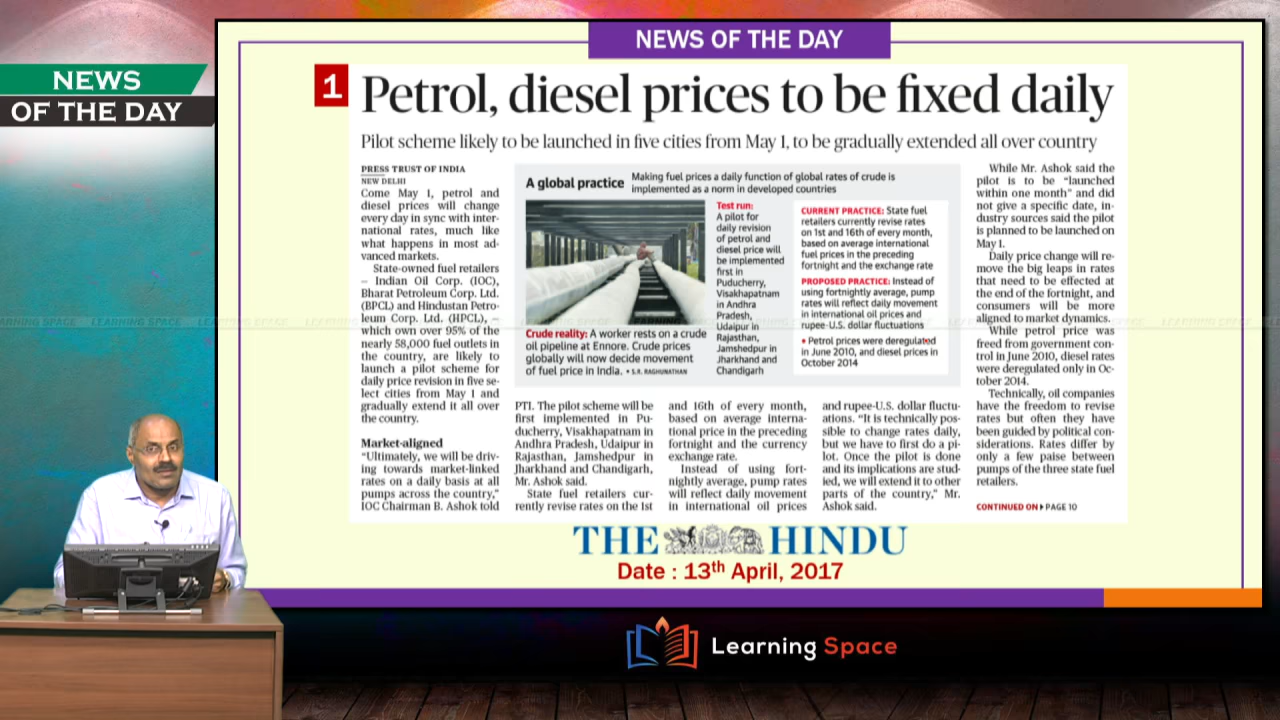 NEWS
OF THE DAY
NEWS OF THE DAY
1
Petrol, diesel prices to be fixed daily
Pilot scheme likely to be launched in five cities from May 1, to be gradually extended all over country
PRESS TRUST OF INDIA
NEW DELHI
Come May 1, petrol and
diesel prices will change
every day in sync with inter-
national rates, much like
what happens in most ad-
vanced markets.
State-owned fuel retailers
– Indian Oil Corp. (IOC),
Bharat Petroleum Corp. Ltd.
(BPCL) and Hindustan Petro-
leum Corp. Ltd. (HPCL), –
which own over 95% of the
nearly 58,000 fuel outlets in
the country, are likely to
launch a pilot scheme for
daily price revision in five se-
lect cities from May 1 and
gradually extend it all over
the country.
Market-aligned
“Ultimately, we will be driv-
ing towards market-linked
rates on a daily basis at all
pumps across the country,”
IOC Chairman B. Ashok told
A global practice
Making fuel prices a daily function of global rates of crude is
implemented as a norm in developed countries
Crude reality: A worker rests on a crude
oil pipeline at Ennore. Crude prices
globally will now decide movement
of fuel price in India. • S.R. RAGHUNATHAN
Test run:
A pilot for
daily revision
of petrol and
diesel price will
be implemented
first in
Puducherry,
Visakhapatnam
in Andhra
Pradesh,
Udaipur in
Rajasthan,
Jamshedpur in
Jharkhand and
Chandigarh
CURRENT PRACTICE: State fuel
retailers currently revise rates
on 1st and 16th of every month,
based on average international
fuel prices in the preceding
fortnight and the exchange rate
PROPOSED PRACTICE: Instead of
using fortnightly average, pump
rates will reflect daily movement
in international oil prices and
rupee-U.S. dollar fluctuations
• Petrol prices were deregulated
in June 2010, and diesel prices in
October 2014
PTI. The pilot scheme will be
first implemented in Pu-
ducherry, Visakhapatnam in
Andhra Pradesh, Udaipur in
Rajasthan, Jamshedpur in
Jharkhand and Chandigarh,
Mr. Ashok said.
State fuel retailers cur-
rently revise rates on the 1st
and 16th of every month,
based on average interna-
tional price in the preceding
fortnight and the currency
exchange rate.
Instead of using fort-
nightly average, pump rates
will reflect daily movement
in international oil prices
and rupee-U.S. dollar fluctu-
ations. “It is technically pos-
sible to change rates daily,
but we have to first do a pi-
lot. Once the pilot is done
and its implications are stud-
ied, we will extend it to other
parts of the country,” Mr.
Ashok said.
While Mr. Ashok said the
pilot is to be “launched
within one month” and did
not give a specific date, in-
dustry sources said the pilot
is planned to be launched on
May 1.
Daily price change will re-
move the big leaps in rates
that need to be effected at
the end of the fortnight, and
consumers will be more
aligned to market dynamics.
While petrol price was
freed from government con-
trol in June 2010, diesel rates
were deregulated only in Oc-
tober 2014.
Technically, oil companies
have the freedom to revise
rates but often they have
been guided by political con-
siderations. Rates differ by
only a few paise between
pumps of the three state fuel
retailers.
CONTINUED ON PAGE 10
THE HINDU
Date : 13th April, 2017
Learning Space